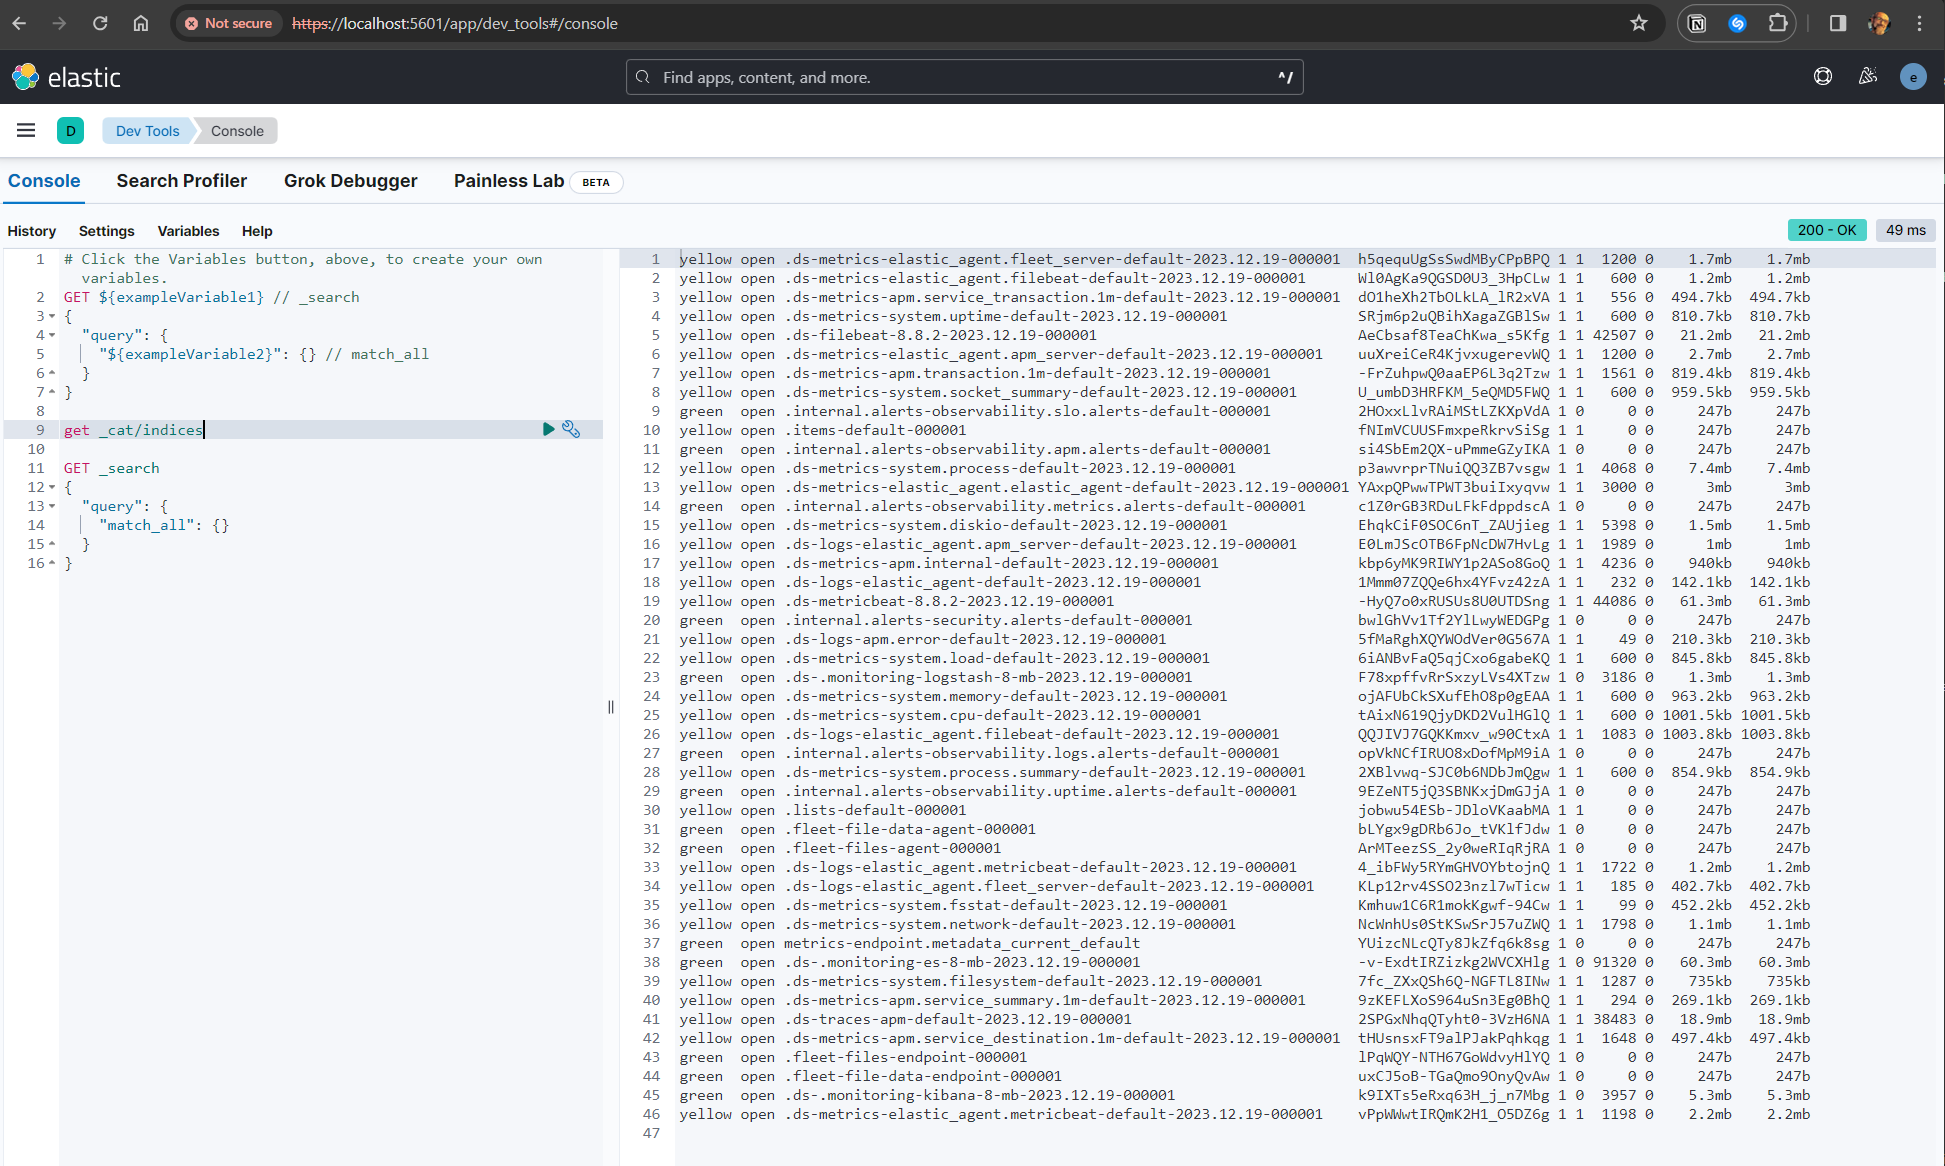 Not secure https://localhost:5601/app/dev_tools#/console
elastic Find apps, content, and more. ^/ e
D Dev Tools Console
Console Search Profiler Grok Debugger Painless Lab BETA
History Settings Variables Help 200 - OK 49 ms
1 # Click the Variables button, above, to create your own
variables.
2 GET ${exampleVariable1} // _search
3 {
4 "query": {
5 "${exampleVariable2}": {} // match_all
6 }
7 }
8
9 get _cat/indices
10
11 GET _search
12 {
13 "query": {
14 "match_all": {}
15 }
16 }
1 yellow open .ds-metrics-elastic_agent.fleet_server-default-2023.12.19-000001 h5qequUgSsSwdMByCPpBPQ 1 1 1200 0 1.7mb 1.7mb
2 yellow open .ds-metrics-elastic_agent.filebeat-default-2023.12.19-000001 Wl0AgKa9QGSD0U3_3HpCLw 1 1 600 0 1.2mb 1.2mb
3 yellow open .ds-metrics-apm.service_transaction.1m-default-2023.12.19-000001 dO1heXh2TbOLkLA_lR2xVA 1 1 556 0 494.7kb 494.7kb
4 yellow open .ds-metrics-system.uptime-default-2023.12.19-000001 SRjm6p2uQBihXagaZGBlSw 1 1 600 0 810.7kb 810.7kb
5 yellow open .ds-filebeat-8.8.2-2023.12.19-000001 AeCbsaf8TeaChKwa_s5Kfg 1 1 42507 0 21.2mb 21.2mb
6 yellow open .ds-metrics-elastic_agent.apm_server-default-2023.12.19-000001 uuXreiCeR4KjvxugerevWQ 1 1 1200 0 2.7mb 2.7mb
7 yellow open .ds-metrics-apm.transaction.1m-default-2023.12.19-000001 -FrZuhpwQ0aaEP6L3q2Tzw 1 1 1561 0 819.4kb 819.4kb
8 yellow open .ds-metrics-system.socket_summary-default-2023.12.19-000001 U_umbD3HRFKM_5eQMD5FWQ 1 1 600 0 959.5kb 959.5kb
9 green open .internal.alerts-observability.slo.alerts-default-000001 2HOxxLlvRAiMStLZKXpVdA 1 0 0 0 247b 247b
10 yellow open .items-default-000001 fNImVCUUSFmxpeRkrvSiSg 1 1 0 0 247b 247b
11 green open .internal.alerts-observability.apm.alerts-default-000001 si4SbEm2QX-uPmmeGZyIKA 1 0 0 0 247b 247b
12 yellow open .ds-metrics-system.process-default-2023.12.19-000001 p3awvrprTNuiQQ3ZB7vsgw 1 1 4068 0 7.4mb 7.4mb
13 yellow open .ds-metrics-elastic_agent.elastic_agent-default-2023.12.19-000001 YAxpQPwwTPWT3buiIxyqvw 1 1 3000 0 3mb 3mb
14 green open .internal.alerts-observability.metrics.alerts-default-000001 c1Z0rGB3RDuLFkFdppdscA 1 0 0 0 247b 247b
15 yellow open .ds-metrics-system.diskio-default-2023.12.19-000001 EhqkCiF0SOC6nT_ZAUjieg 1 1 5398 0 1.5mb 1.5mb
16 yellow open .ds-logs-elastic_agent.apm_server-default-2023.12.19-000001 E0LmJScOTB6FpNcDW7HvLg 1 1 1989 0 1mb 1mb
17 yellow open .ds-metrics-apm.internal-default-2023.12.19-000001 kbp6yMK9RIWY1p2ASo8GoQ 1 1 4236 0 940kb 940kb
18 yellow open .ds-logs-elastic_agent-default-2023.12.19-000001 1Mmm07ZQQe6hx4YFvz42zA 1 1 232 0 142.1kb 142.1kb
19 yellow open .ds-metricbeat-8.8.2-2023.12.19-000001 -HyQ7o0xRUSUs8U0UTDSng 1 1 44086 0 61.3mb 61.3mb
20 green open .internal.alerts-security.alerts-default-000001 bwlGhVv1Tf2YlLwyWEDGPg 1 0 0 0 247b 247b
21 yellow open .ds-logs-apm.error-default-2023.12.19-000001 5fMaRghXQYWOdVer0G567A 1 1 49 0 210.3kb 210.3kb
22 yellow open .ds-metrics-system.load-default-2023.12.19-000001 6iANBvFaQ5qjCxo6gabeKQ 1 1 600 0 845.8kb 845.8kb
23 green open .ds-.monitoring-logstash-8-mb-2023.12.19-000001 F78xpffvRrSxzyLVs4XTzw 1 0 3186 0 1.3mb 1.3mb
24 yellow open .ds-metrics-system.memory-default-2023.12.19-000001 ojAFUbCkSXufEhO8p0gEAA 1 1 600 0 963.2kb 963.2kb
25 yellow open .ds-metrics-system.cpu-default-2023.12.19-000001 tAixN619QjyDKD2VulHGlQ 1 1 600 0 1001.5kb 1001.5kb
26 yellow open .ds-logs-elastic_agent.filebeat-default-2023.12.19-000001 QQJIVJ7GQKKmxv_w90CtxA 1 1 1083 0 1003.8kb 1003.8kb
27 green open .internal.alerts-observability.logs.alerts-default-000001 opVkNCfIRUO8xDofMpM9iA 1 0 0 0 247b 247b
28 yellow open .ds-metrics-system.process.summary-default-2023.12.19-000001 2XBlvwq-SJC0b6NDbJmQgw 1 1 600 0 854.9kb 854.9kb
29 green open .internal.alerts-observability.uptime.alerts-default-000001 9EZeNT5jQ3SBNKxjDmGJjA 1 0 0 0 247b 247b
30 yellow open .lists-default-000001 jobwu54ESb-JDloVKaabMA 1 1 0 0 247b 247b
31 green open .fleet-file-data-agent-000001 bLYgx9gDRb6Jo_tVKlfJdw 1 0 0 0 247b 247b
32 green open .fleet-files-agent-000001 ArMTeezSS_2y0weRIqRjRA 1 0 0 0 247b 247b
33 yellow open .ds-logs-elastic_agent.metricbeat-default-2023.12.19-000001 4_ibFWy5RYmGHVOYbtojnQ 1 1 1722 0 1.2mb 1.2mb
34 yellow open .ds-logs-elastic_agent.fleet_server-default-2023.12.19-000001 KLp12rv4SSO23nzl7wTicw 1 1 185 0 402.7kb 402.7kb
35 yellow open .ds-metrics-system.fsstat-default-2023.12.19-000001 Kmhuw1C6R1mokKgwf-94Cw 1 1 99 0 452.2kb 452.2kb
36 yellow open .ds-metrics-system.network-default-2023.12.19-000001 NcWnhUs0StKSwSrJ57uZWQ 1 1 1798 0 1.1mb 1.1mb
37 green open metrics-endpoint.metadata_current_default YUizcNLcQTy8JkZfq6k8sg 1 0 0 0 247b 247b
38 green open .ds-.monitoring-es-8-mb-2023.12.19-000001 -v-ExdtIRZizkg2WVCXHlg 1 0 91320 0 60.3mb 60.3mb
39 yellow open .ds-metrics-system.filesystem-default-2023.12.19-000001 7fc_ZXxQSh6Q-NGFTL8INw 1 1 1287 0 735kb 735kb
40 yellow open .ds-metrics-apm.service_summary.1m-default-2023.12.19-000001 9zKEFLXoS964uSn3Eg0BhQ 1 1 294 0 269.1kb 269.1kb
41 yellow open .ds-traces-apm-default-2023.12.19-000001 2SPGxNhqQTyht0-3VzH6NA 1 1 38483 0 18.9mb 18.9mb
42 yellow open .ds-metrics-apm.service_destination.1m-default-2023.12.19-000001 tHUsnsxFT9alPJakPqhkqg 1 1 1648 0 497.4kb 497.4kb
43 green open .fleet-files-endpoint-000001 lPqWQY-NTH67GoWdvyHlYQ 1 0 0 0 247b 247b
44 green open .fleet-file-data-endpoint-000001 uxCJ5oB-TGaQmo9OnyQvAw 1 0 0 0 247b 247b
45 green open .ds-.monitoring-kibana-8-mb-2023.12.19-000001 k9IXTs5eRxq63H_j_n7Mbg 1 0 3957 0 5.3mb 5.3mb
46 yellow open .ds-metrics-elastic_agent.metricbeat-default-2023.12.19-000001 vPpWWwtIRQmK2H1_O5DZ6g 1 1 1198 0 2.2mb 2.2mb
47